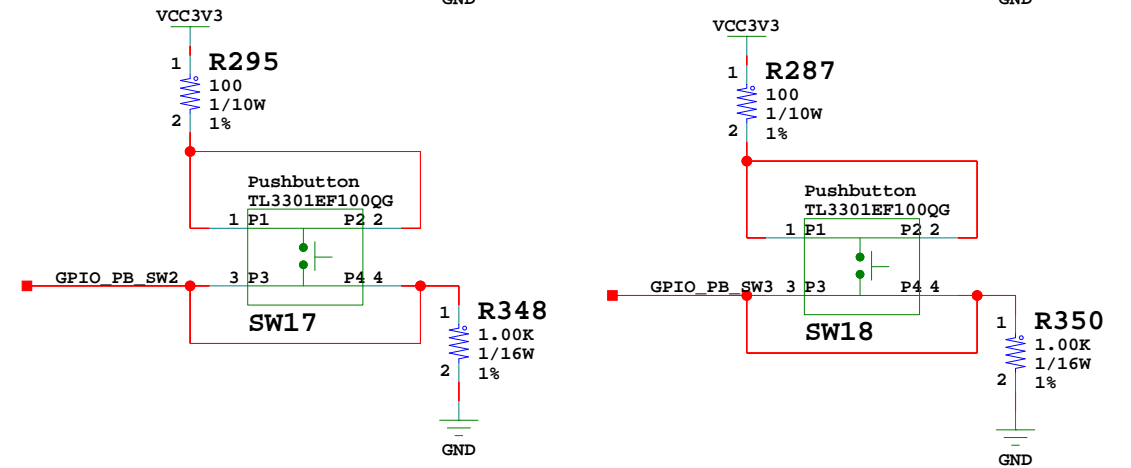 GND
GND
VCC3V3
1 R295
100
1/10W
2 1%
Pushbutton
TL3301EF100QG
1 P1 P2 2
GPIO_PB_SW2 3 P3 P4 4
SW17
1 R348
1.00K
1/16W
2 1%
GND
VCC3V3
1 R287
100
1/10W
2 1%
Pushbutton
TL3301EF100QG
1 P1 P2 2
GPIO_PB_SW3 3 P3 P4 4
SW18
1 R350
1.00K
1/16W
2 1%
GND